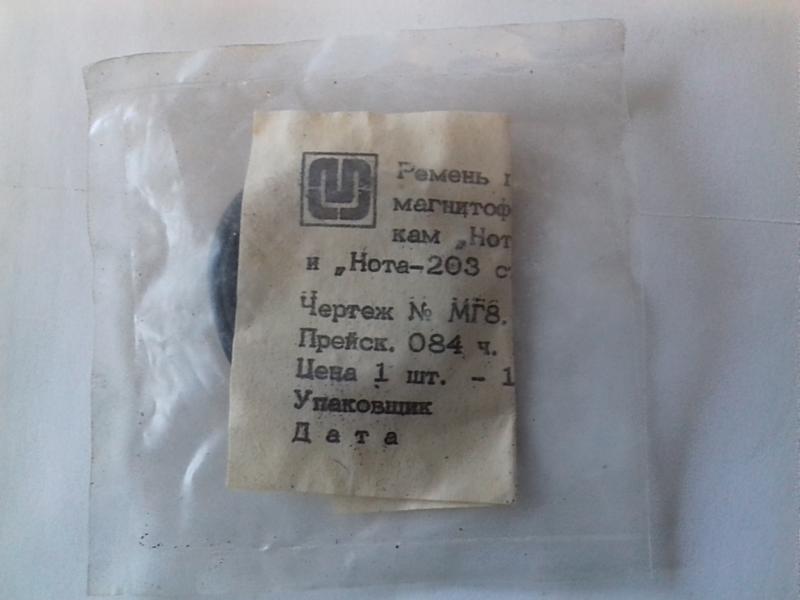 Ремень
магнитоф
кам „Нот
и „Нота-203 с
Чертеж № МГ8.
Прейск. 084 ч.
Цена 1 шт. - 1
Упаковщик
Дата